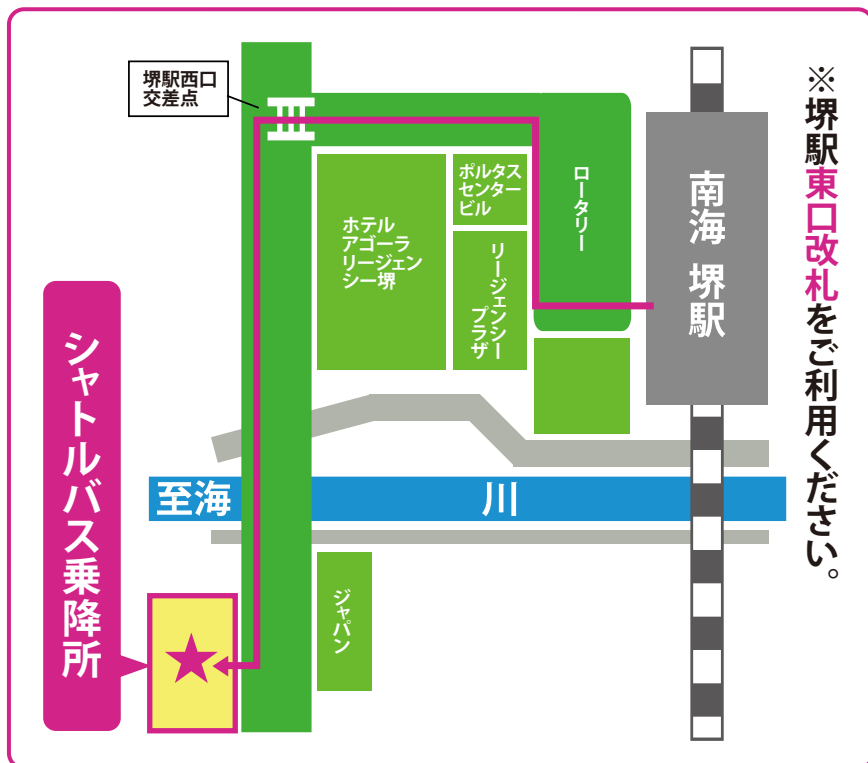 堺駅西口
交差点
ホテル
アゴーラ
リージェン
シー堺
ポルタス
センター
ビル
リージェンシー
プラザ
ロータリー
南海 堺駅
※堺駅東口改札をご利用ください。
シャトルバス乗降所
至海
川
ジャパン